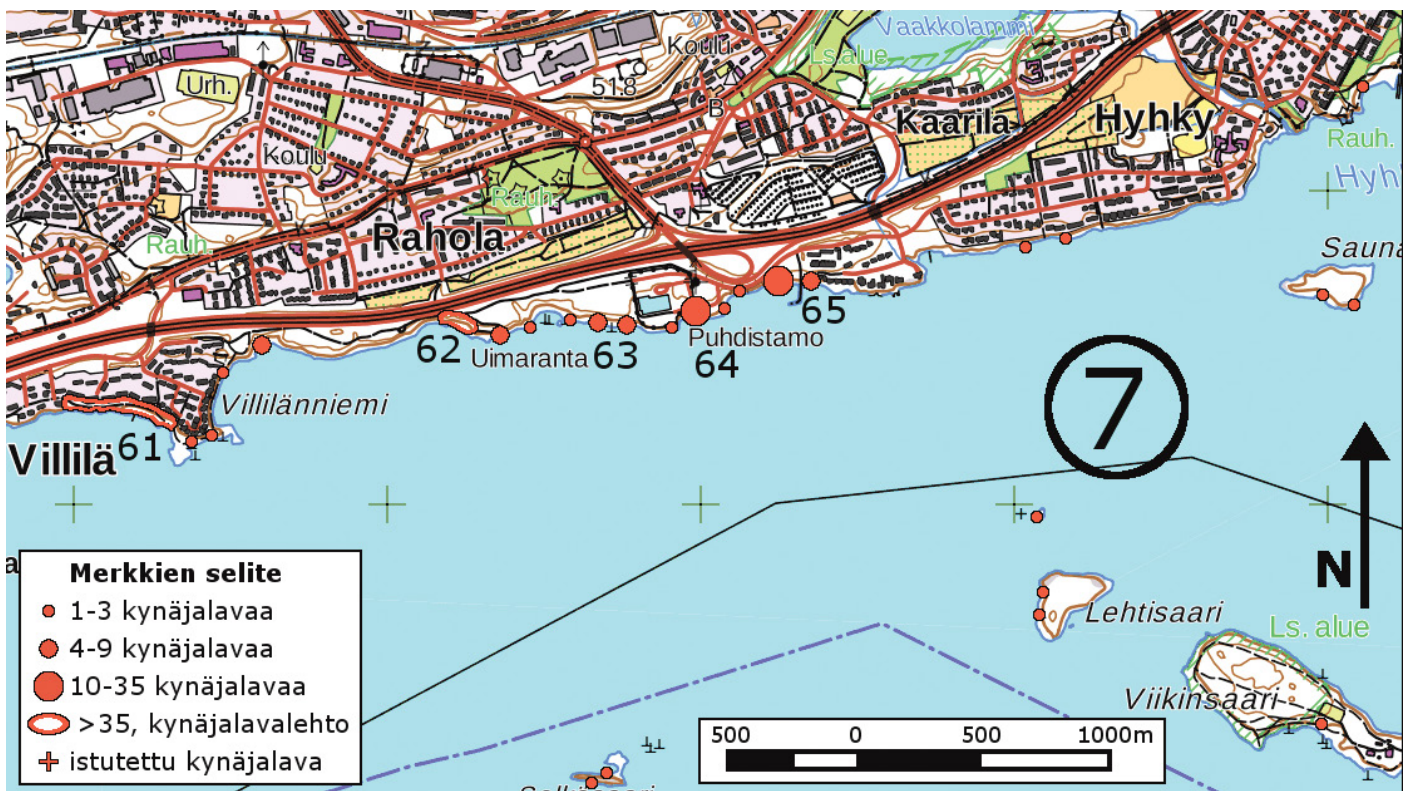 Vaakkolammi
Koulu
Ls.alue
Urh.
51.8
B
Kaarila
Hyhky
Koulu
Rauh.
Rauh.
Hyh
Rauh.
Rahola
Sauna
65
62
Uimaranta
63
Puhdistamo
64
7
Villilänniemi
Villilä
61
N
a
Merkkien selite
1-3 kynäjalavaa
4-9 kynäjalavaa
10-35 kynäjalavaa
>35, kynäjalavalehto
istutettu kynäjalava
Lehtisaari
Ls. alue
Viikinsaari
500 0 500 1000m
Selkäsaari